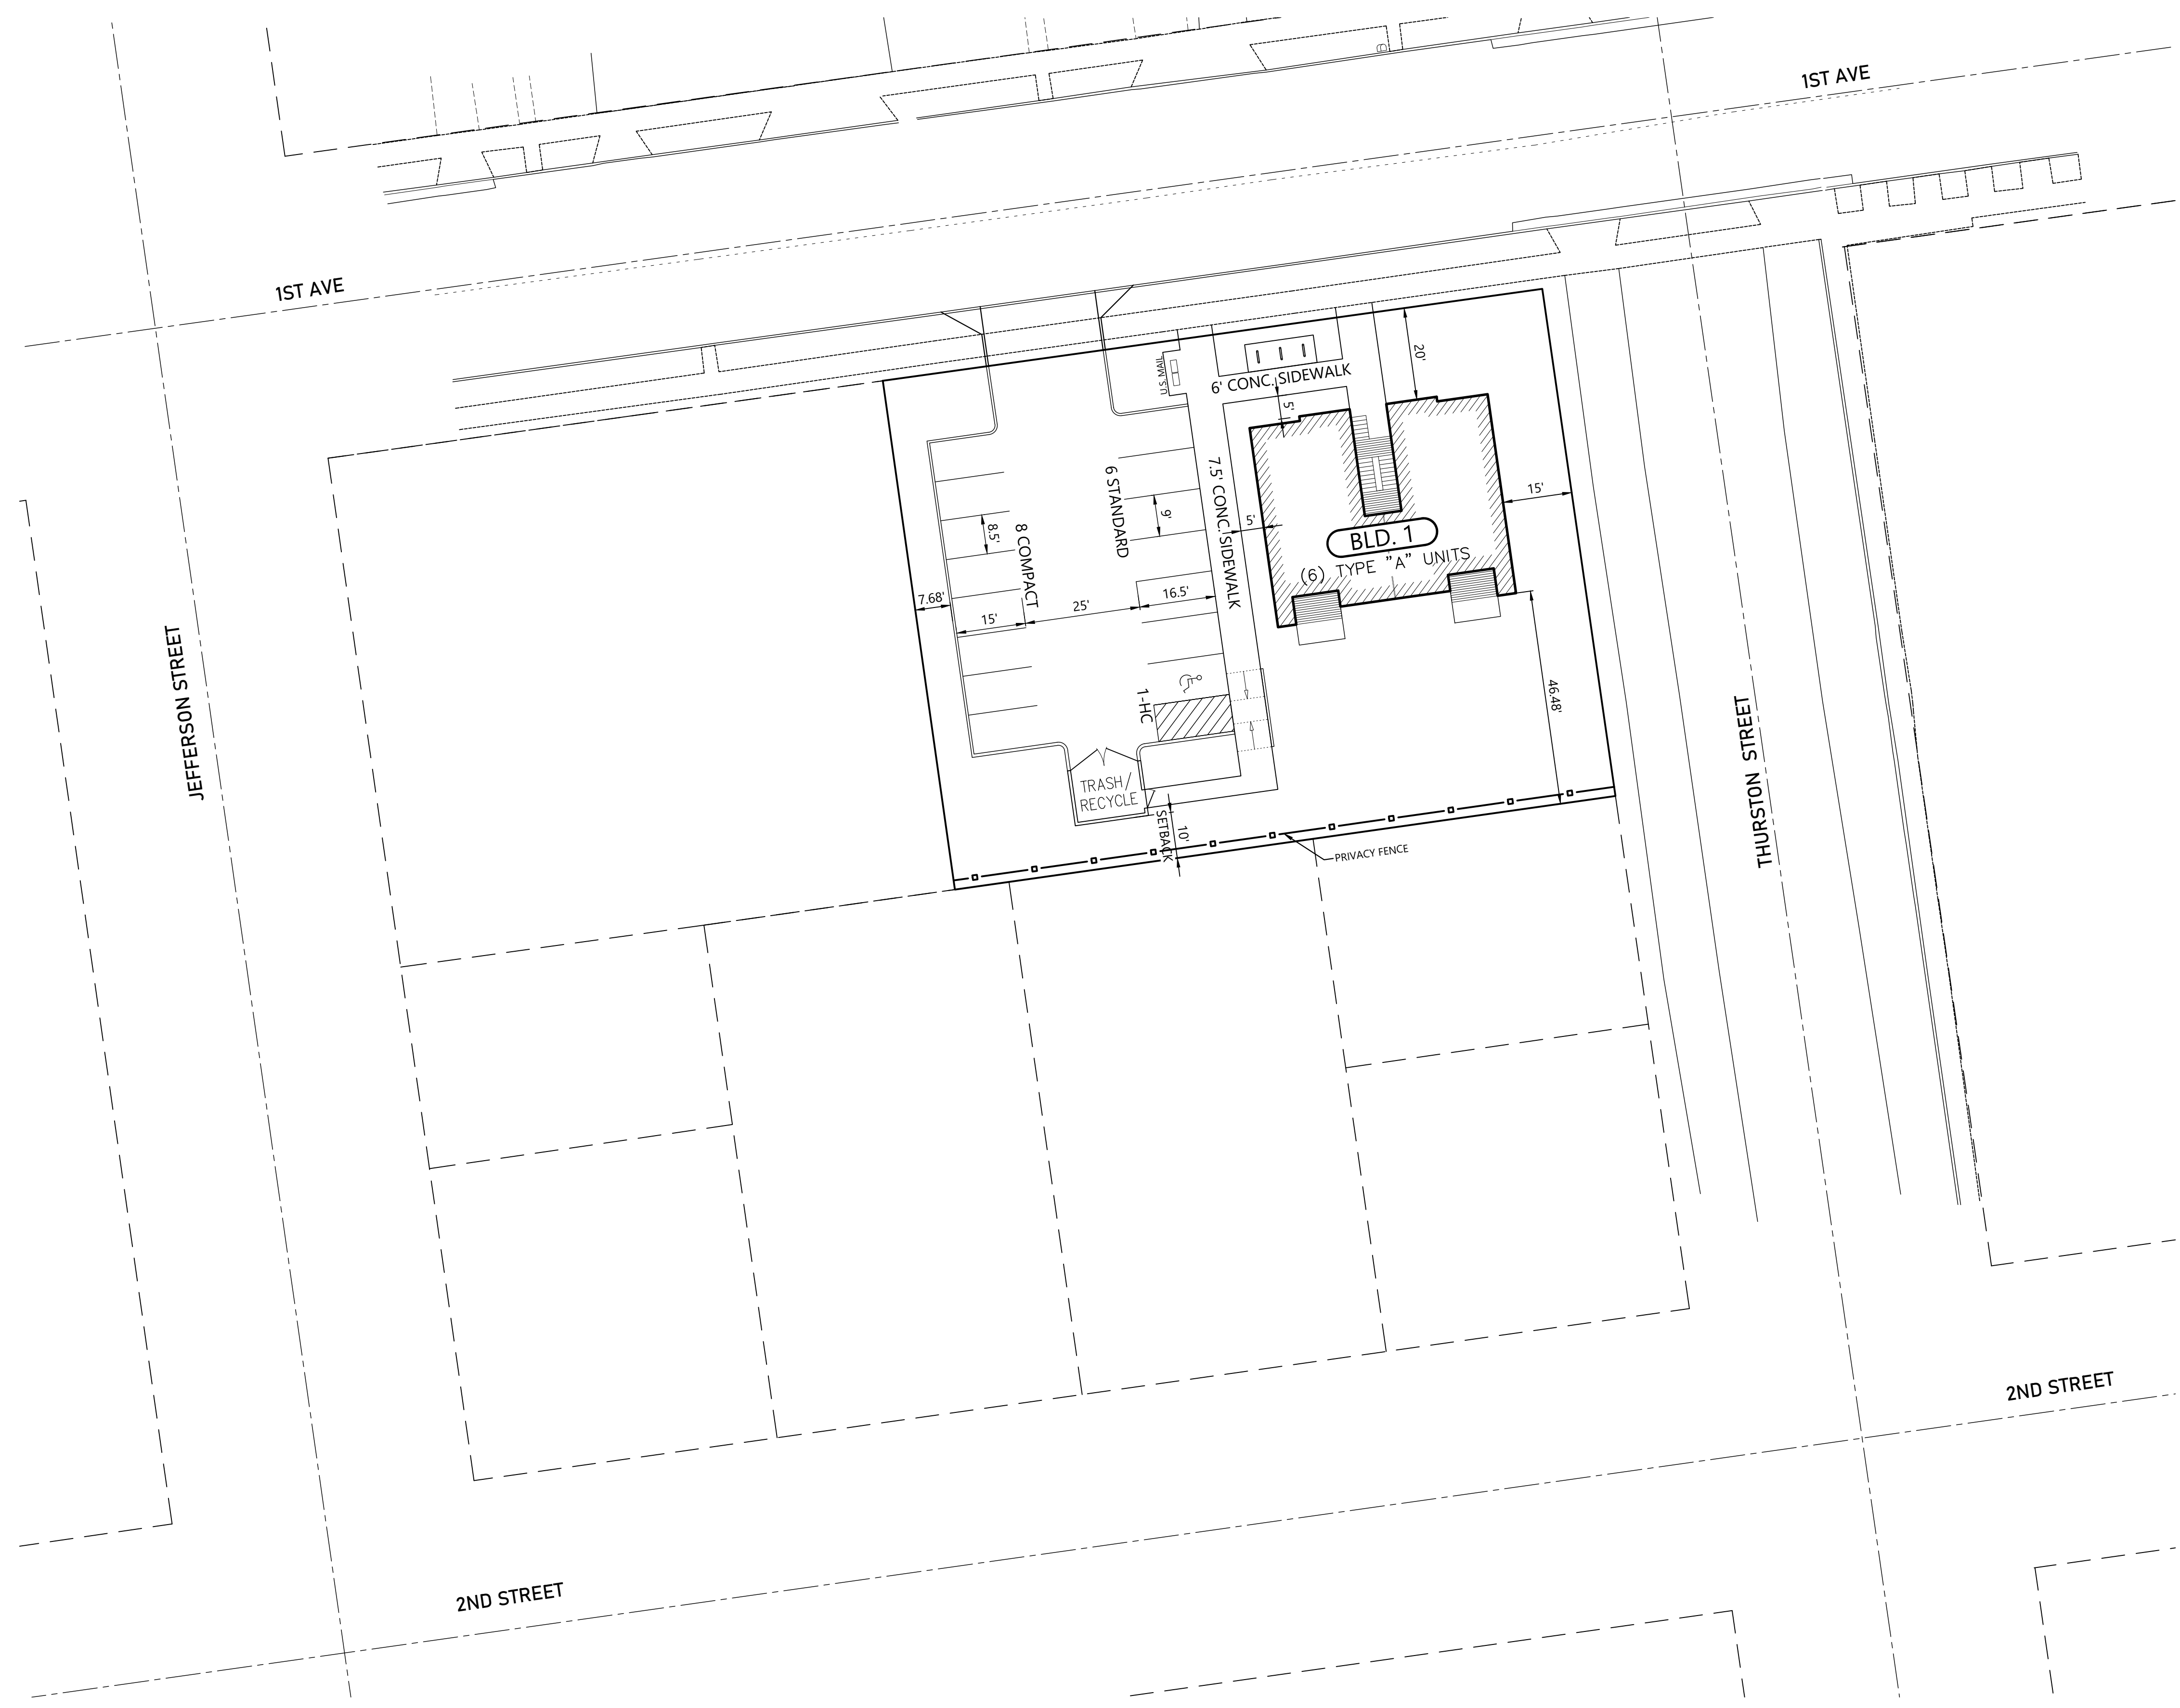 1ST AVE
1ST AVE
20'
U.S. MAIL
6' CONC. SIDEWALK
5'
6 STANDARD
7.5' CONC. SIDEWALK
15'
9'
5'
8.5'
8 COMPACT
BLD. 1
(6) TYPE "A" UNITS
7.68'
15'
25'
16.5'
JEFFERSON STREET
1-HC
46.48'
THURSTON STREET
TRASH/
RECYCLE
10'
SETBACK
PRIVACY FENCE
2ND STREET
2ND STREET